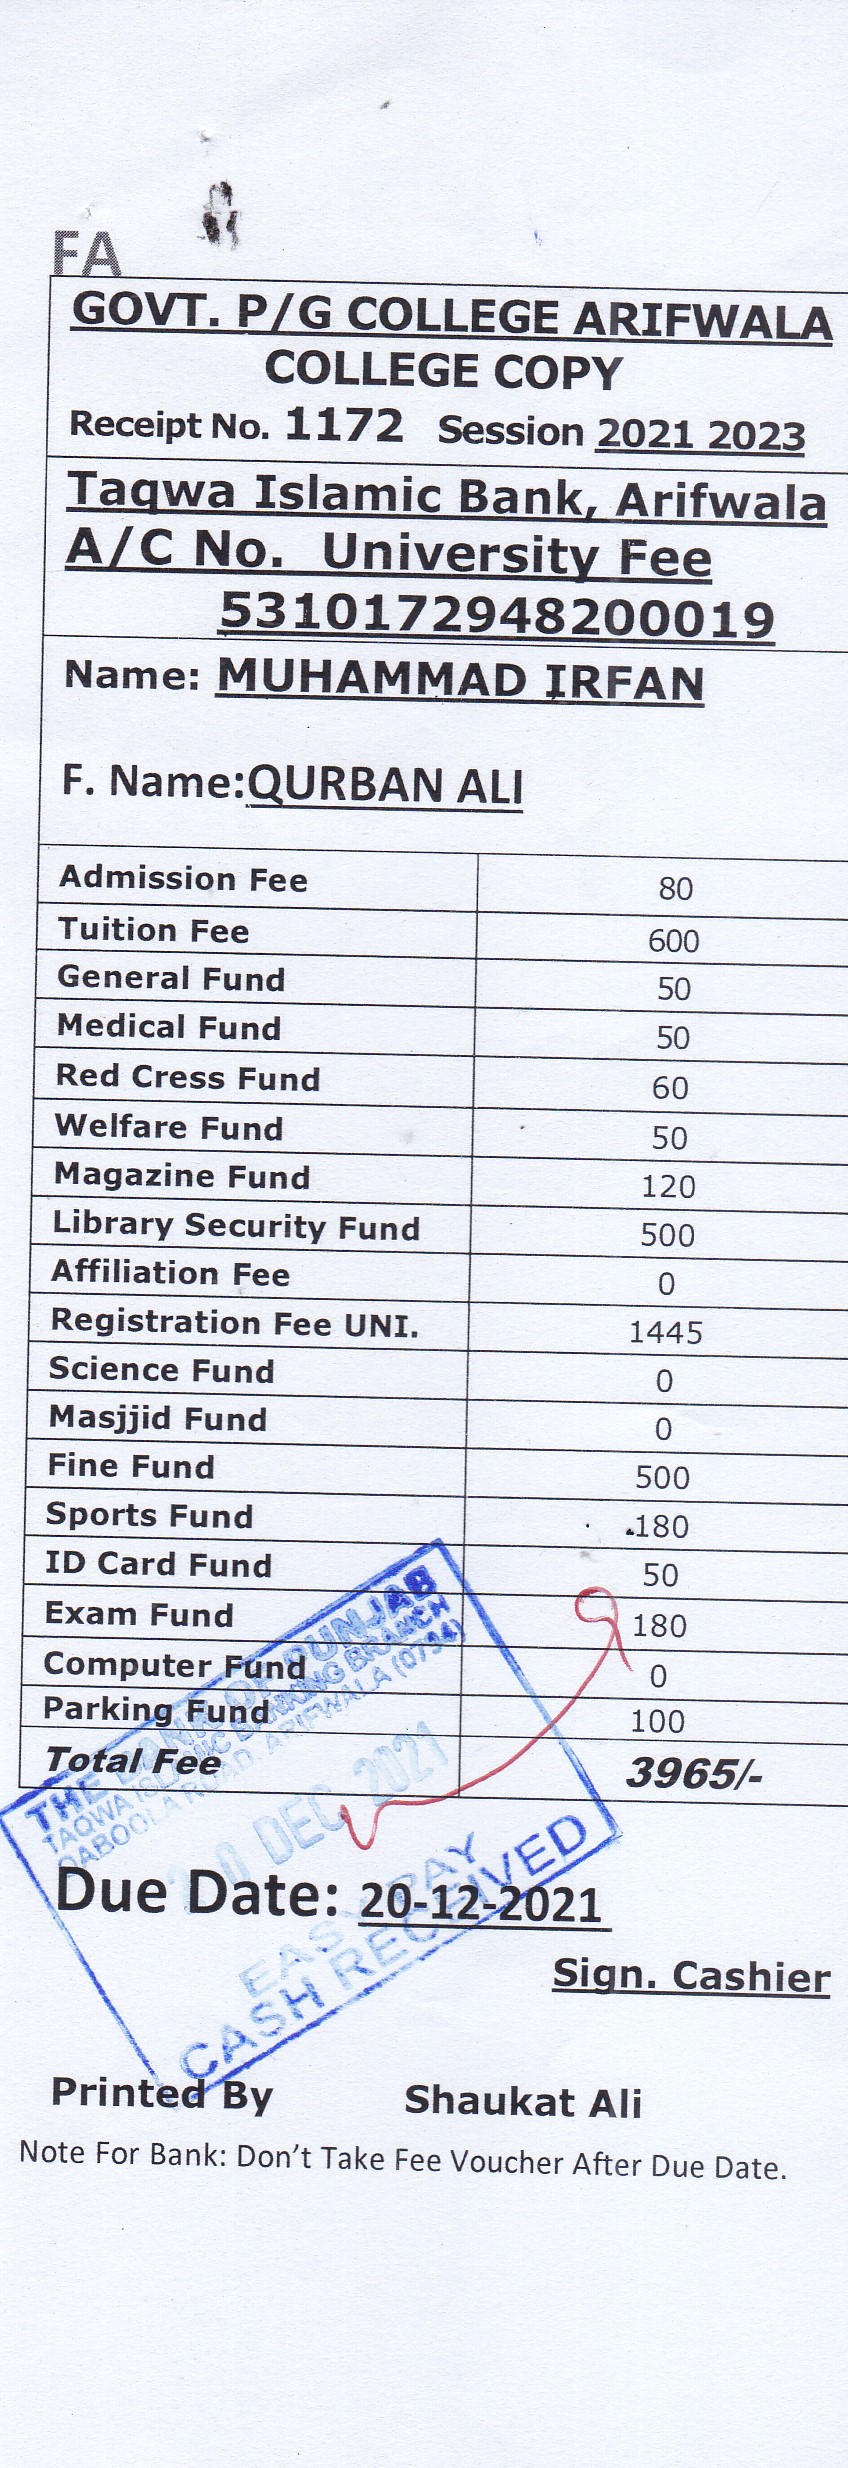 FA
GOVT. P/G COLLEGE ARIFWALA
COLLEGE COPY
Receipt No. 1172 Session 2021 2023
Taqwa Islamic Bank, Arifwala
A/C No. University Fee
5310172948200019
Name: MUHAMMAD IRFAN
F. Name:QURBAN ALI
Admission Fee 80
Tuition Fee 600
General Fund 50
Medical Fund 50
Red Cress Fund 60
Welfare Fund 50
Magazine Fund 120
Library Security Fund 500
Affiliation Fee 0
Registration Fee UNI. 1445
Science Fund 0
Masjjid Fund 0
Fine Fund 500
Sports Fund 180
ID Card Fund 50
Exam Fund 180
Computer Fund 0
Parking Fund 100
Total Fee 3965/-
THE BANK OF PUNJAB
TAQWA ISLAMIC BANKING BRANCH
QABOOLA ROAD, ARIFWALA (0734)
20 DEC 2021
EASY PAY
CASH RECEIVED
Due Date: 20-12-2021
Sign. Cashier
Printed By Shaukat Ali
Note For Bank: Don't Take Fee Voucher After Due Date.